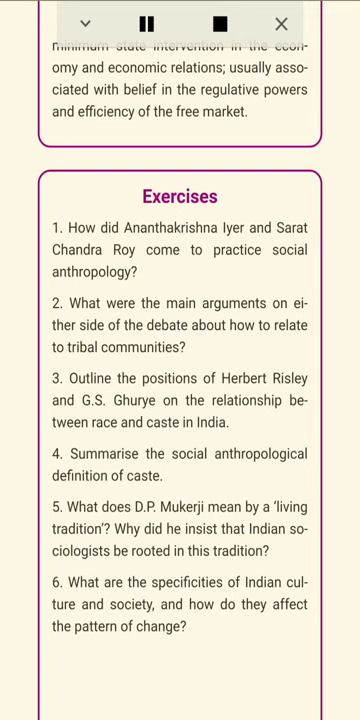 minimum state intervention in the econ-
omy and economic relations; usually asso-
ciated with belief in the regulative powers
and efficiency of the free market.
Exercises
1. How did Ananthakrishna Iyer and Sarat
Chandra Roy come to practice social
anthropology?
2. What were the main arguments on ei-
ther side of the debate about how to relate
to tribal communities?
3. Outline the positions of Herbert Risley
and G.S. Ghurye on the relationship be-
tween race and caste in India.
4. Summarise the social anthropological
definition of caste.
5. What does D.P. Mukerji mean by a ‘living
tradition’? Why did he insist that Indian so-
ciologists be rooted in this tradition?
6. What are the specificities of Indian cul-
ture and society, and how do they affect
the pattern of change?